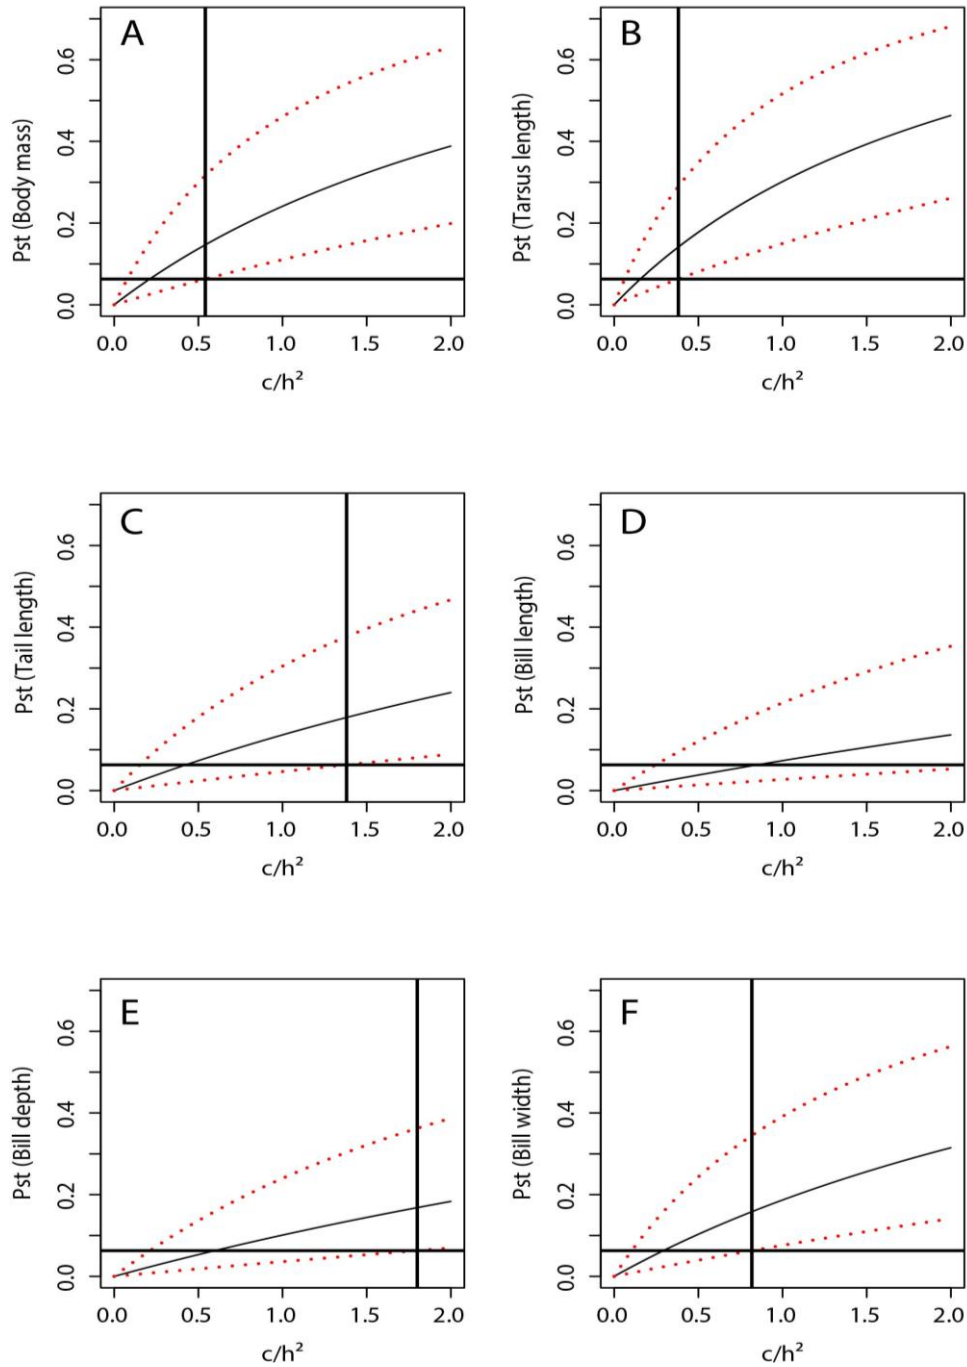 A
Pst (Body mass)
0.6
0.4
0.2
0.0
0.0 0.5 1.0 1.5 2.0
c/h²
B
Pst (Tarsus length)
0.6
0.4
0.2
0.0
0.0 0.5 1.0 1.5 2.0
c/h²
C
Pst (Tail length)
0.6
0.4
0.2
0.0
0.0 0.5 1.0 1.5 2.0
c/h²
D
Pst (Bill length)
0.6
0.4
0.2
0.0
0.0 0.5 1.0 1.5 2.0
c/h²
E
Pst (Bill depth)
0.6
0.4
0.2
0.0
0.0 0.5 1.0 1.5 2.0
c/h²
F
Pst (Bill width)
0.6
0.4
0.2
0.0
0.0 0.5 1.0 1.5 2.0
c/h²